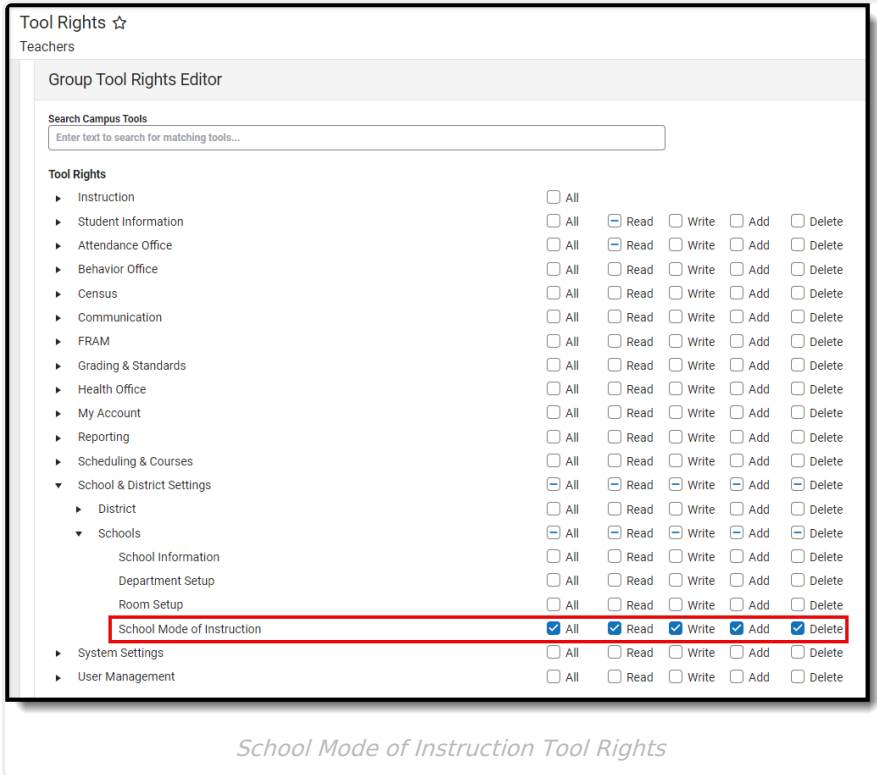 Tool Rights
Teachers
Group Tool Rights Editor
Search Campus Tools
Enter text to search for matching tools...
Tool Rights
Instruction All
Student Information All Read Write Add Delete
Attendance Office All Read Write Add Delete
Behavior Office All Read Write Add Delete
Census All Read Write Add Delete
Communication All Read Write Add Delete
FRAM All Read Write Add Delete
Grading & Standards All Read Write Add Delete
Health Office All Read Write Add Delete
My Account All Read Write Add Delete
Reporting All Read Write Add Delete
Scheduling & Courses All Read Write Add Delete
School & District Settings All Read Write Add Delete
District All Read Write Add Delete
Schools All Read Write Add Delete
School Information All Read Write Add Delete
Department Setup All Read Write Add Delete
Room Setup All Read Write Add Delete
School Mode of Instruction All Read Write Add Delete
System Settings All Read Write Add Delete
User Management All Read Write Add Delete
School Mode of Instruction Tool Rights